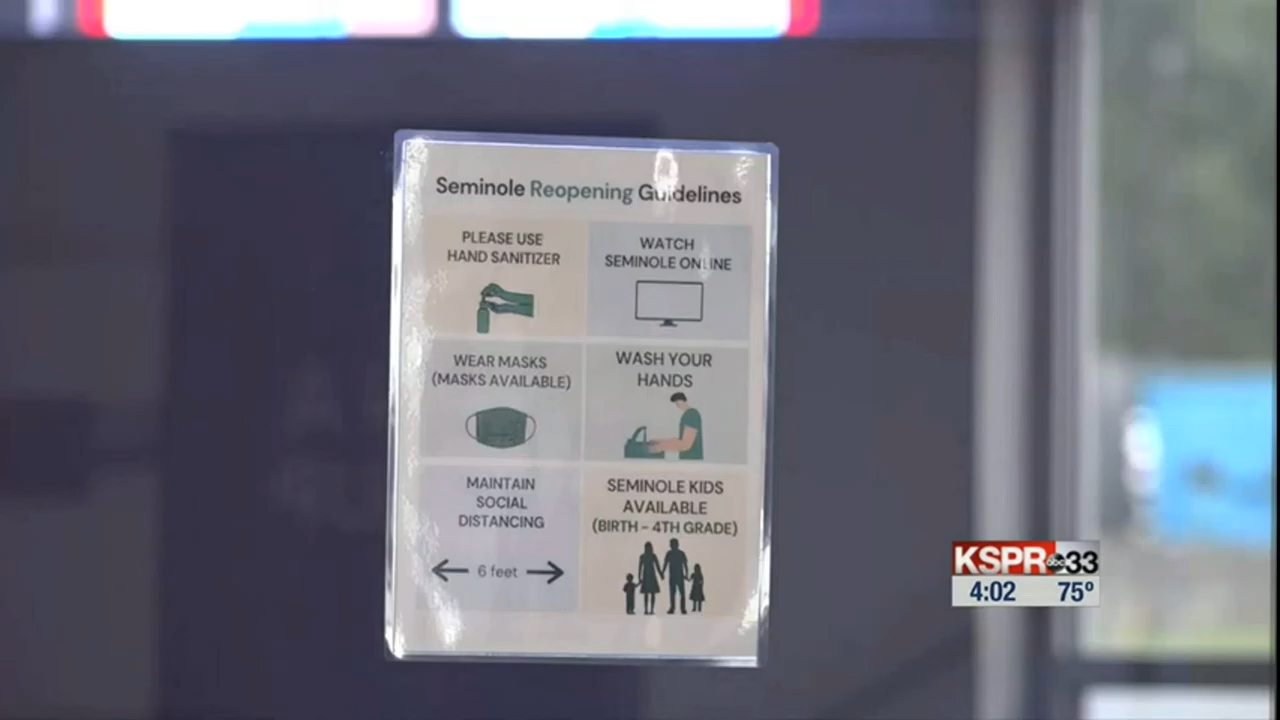 Seminole Reopening Guidelines
PLEASE USE
HAND SANITIZER
WATCH
SEMINOLE ONLINE
WEAR MASKS
(MASKS AVAILABLE)
WASH YOUR
HANDS
MAINTAIN
SOCIAL
DISTANCING
6 feet
SEMINOLE KIDS
AVAILABLE
(BIRTH - 4TH GRADE)
KSPR abc 33
4:02 75º